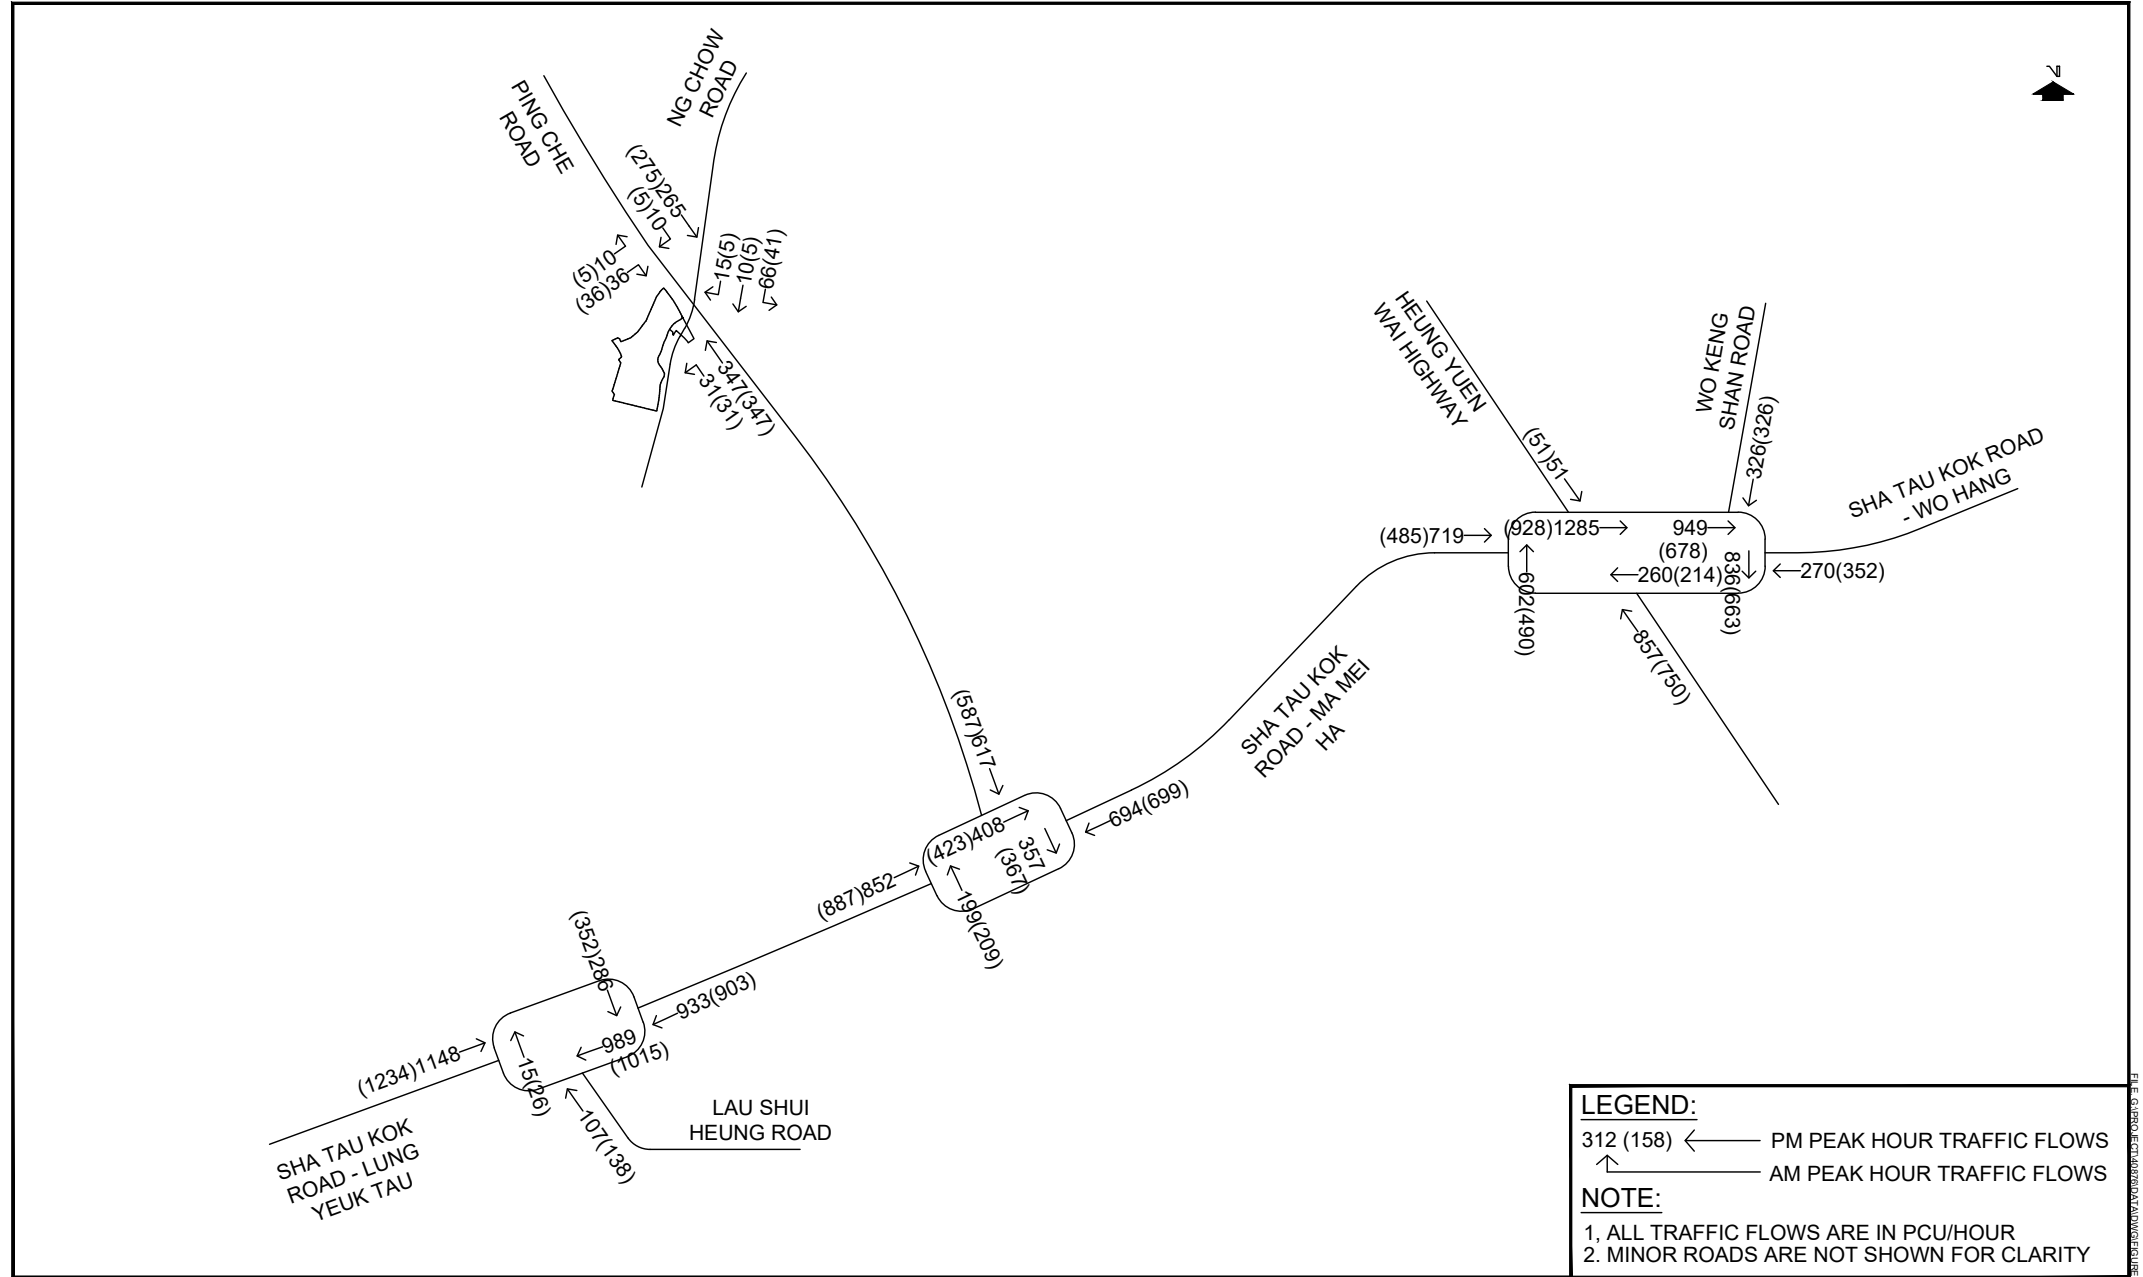 NG CHOW
ROAD
PING CHE
ROAD
(275)265
(5)10
(5)10
(36)36
15(5)
10(5)
66(41)
347(347)
31(31)
HEUNG YUEN
WAI HIGHWAY
WO KENG
SHAN ROAD
(51)51
326(326)
SHA TAU KOK ROAD
- WO HANG
(485)719
(928)1285
949
(678)
836(663)
260(214)
270(352)
602(490)
857(750)
SHA TAU KOK
ROAD - MA MEI
HA
(587)617
694(699)
(423)408
357
(367)
(887)852
199(209)
(352)286
933(903)
989
(1015)
(1234)1148
15(26)
107(138)
LAU SHUI
HEUNG ROAD
SHA TAU KOK
ROAD - LUNG
YEUK TAU
LEGEND:
312 (158) PM PEAK HOUR TRAFFIC FLOWS
AM PEAK HOUR TRAFFIC FLOWS
NOTE:
1, ALL TRAFFIC FLOWS ARE IN PCU/HOUR
2. MINOR ROADS ARE NOT SHOWN FOR CLARITY